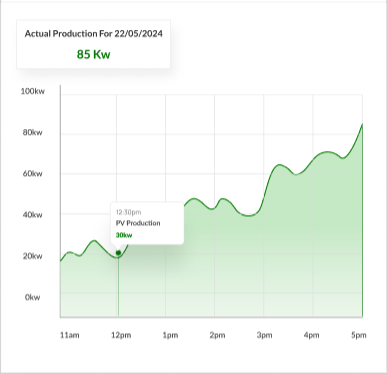 Actual Production For 22/05/2024
85 Kw
100kw
80kw
60kw
40kw
20kw
0kw
12:30pm
PV Production
30kw
11am 12pm 1pm 2pm 3pm 4pm 5pm